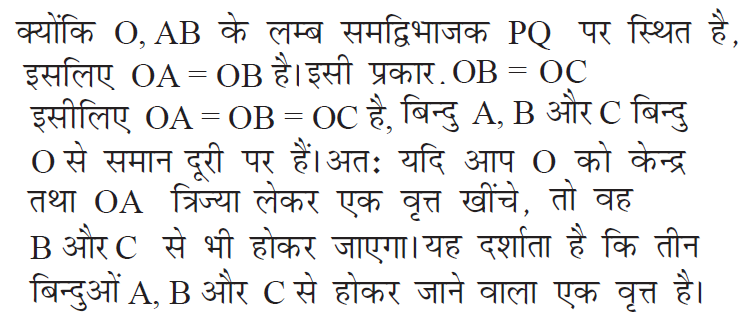 क्योंकि O, AB के लम्ब समद्विभाजक PQ पर स्थित है,
इसलिए OA = OB है। इसी प्रकार. OB = OC
इसीलिए OA = OB = OC है, बिन्दु A, B और C बिन्दु
O से समान दूरी पर हैं। अत: यदि आप O को केन्द्र
तथा OA त्रिज्या लेकर एक वृत्त खींचे, तो वह
B और C से भी होकर जाएगा। यह दर्शाता है कि तीन
बिन्दुओं A, B और C से होकर जाने वाला एक वृत्त है।